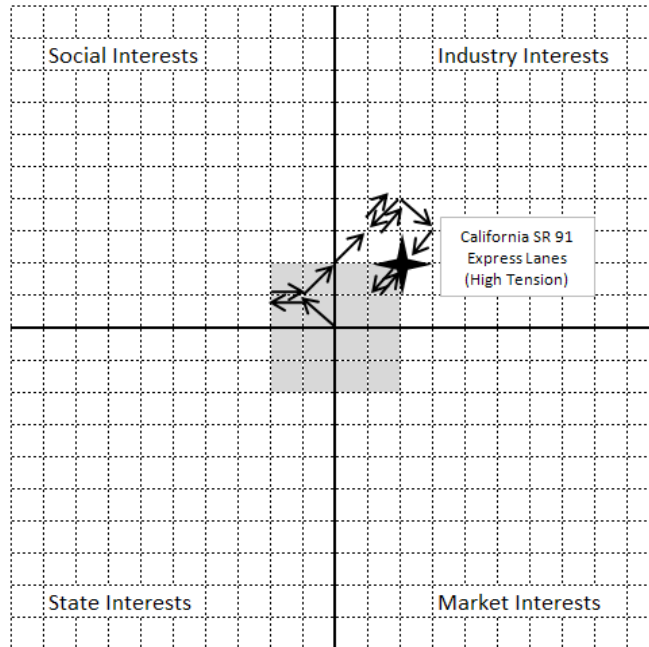 Social Interests
Industry Interests
California SR 91
Express Lanes
(High Tension)
State Interests
Market Interests